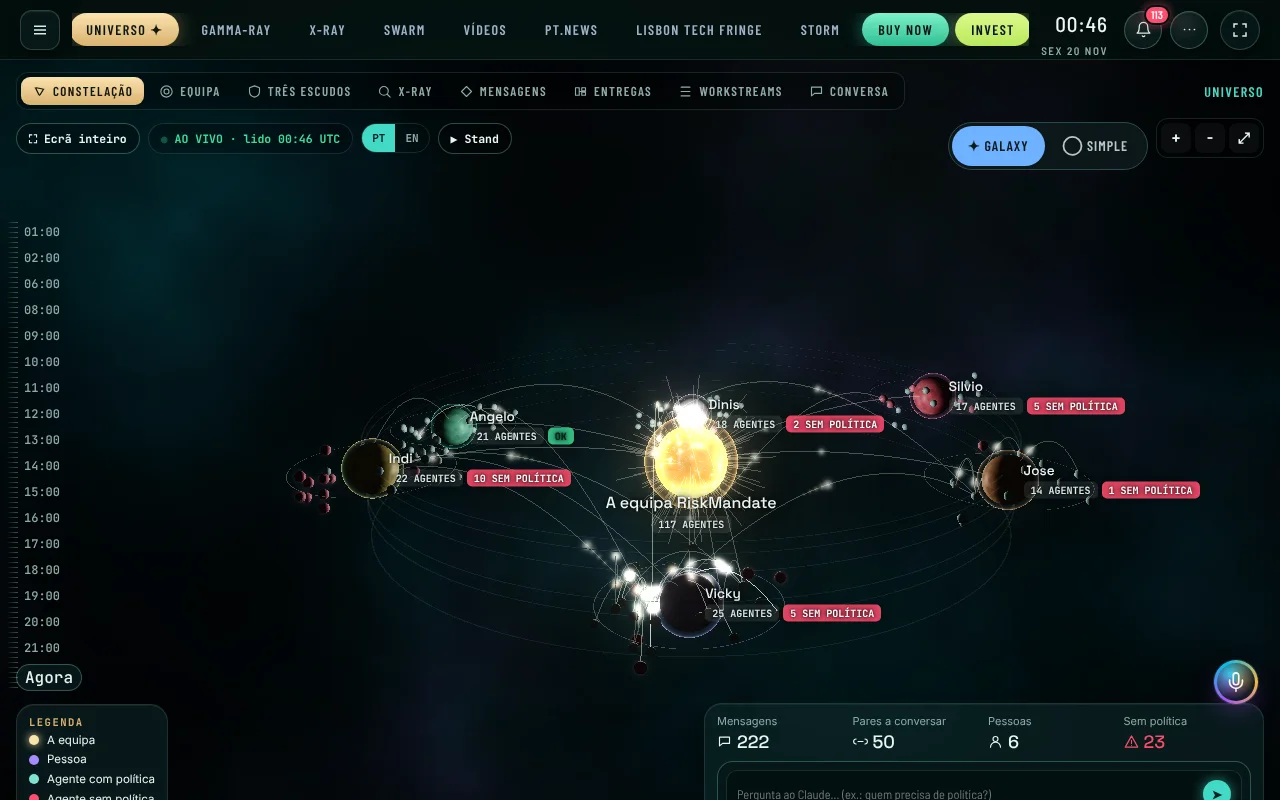 UNIVERSO ✦ GAMMA-RAY X-RAY SWARM VÍDEOS PT.NEWS LISBON TECH FRINGE STORM BUY NOW INVEST 00:46 113
SEX 20 NOV
CONSTELAÇÃO EQUIPA TRÊS ESCUDOS X-RAY MENSAGENS ENTREGAS WORKSTREAMS CONVERSA UNIVERSO
Ecrã inteiro AO VIVO · lido 00:46 UTC PT EN ▶ Stand ✦ GALAXY SIMPLE + -
01:00
02:00
06:00
08:00
09:00
10:00
11:00
12:00
13:00
14:00
15:00
16:00
17:00
18:00
19:00
20:00
21:00
Agora
Silvio
17 AGENTES 5 SEM POLÍTICA
Dinis
18 AGENTES 2 SEM POLÍTICA
Angelo
21 AGENTES OK
Indi
22 AGENTES 10 SEM POLÍTICA
Jose
14 AGENTES 1 SEM POLÍTICA
A equipa RiskMandate
117 AGENTES
Vicky
25 AGENTES 5 SEM POLÍTICA
LEGENDA
A equipa
Pessoa
Agente com política
Agente sem política
Mensagens Pares a conversar Pessoas Sem política
222 50 6 23
Pergunta ao Claude... (ex.: quem precisa de política?)